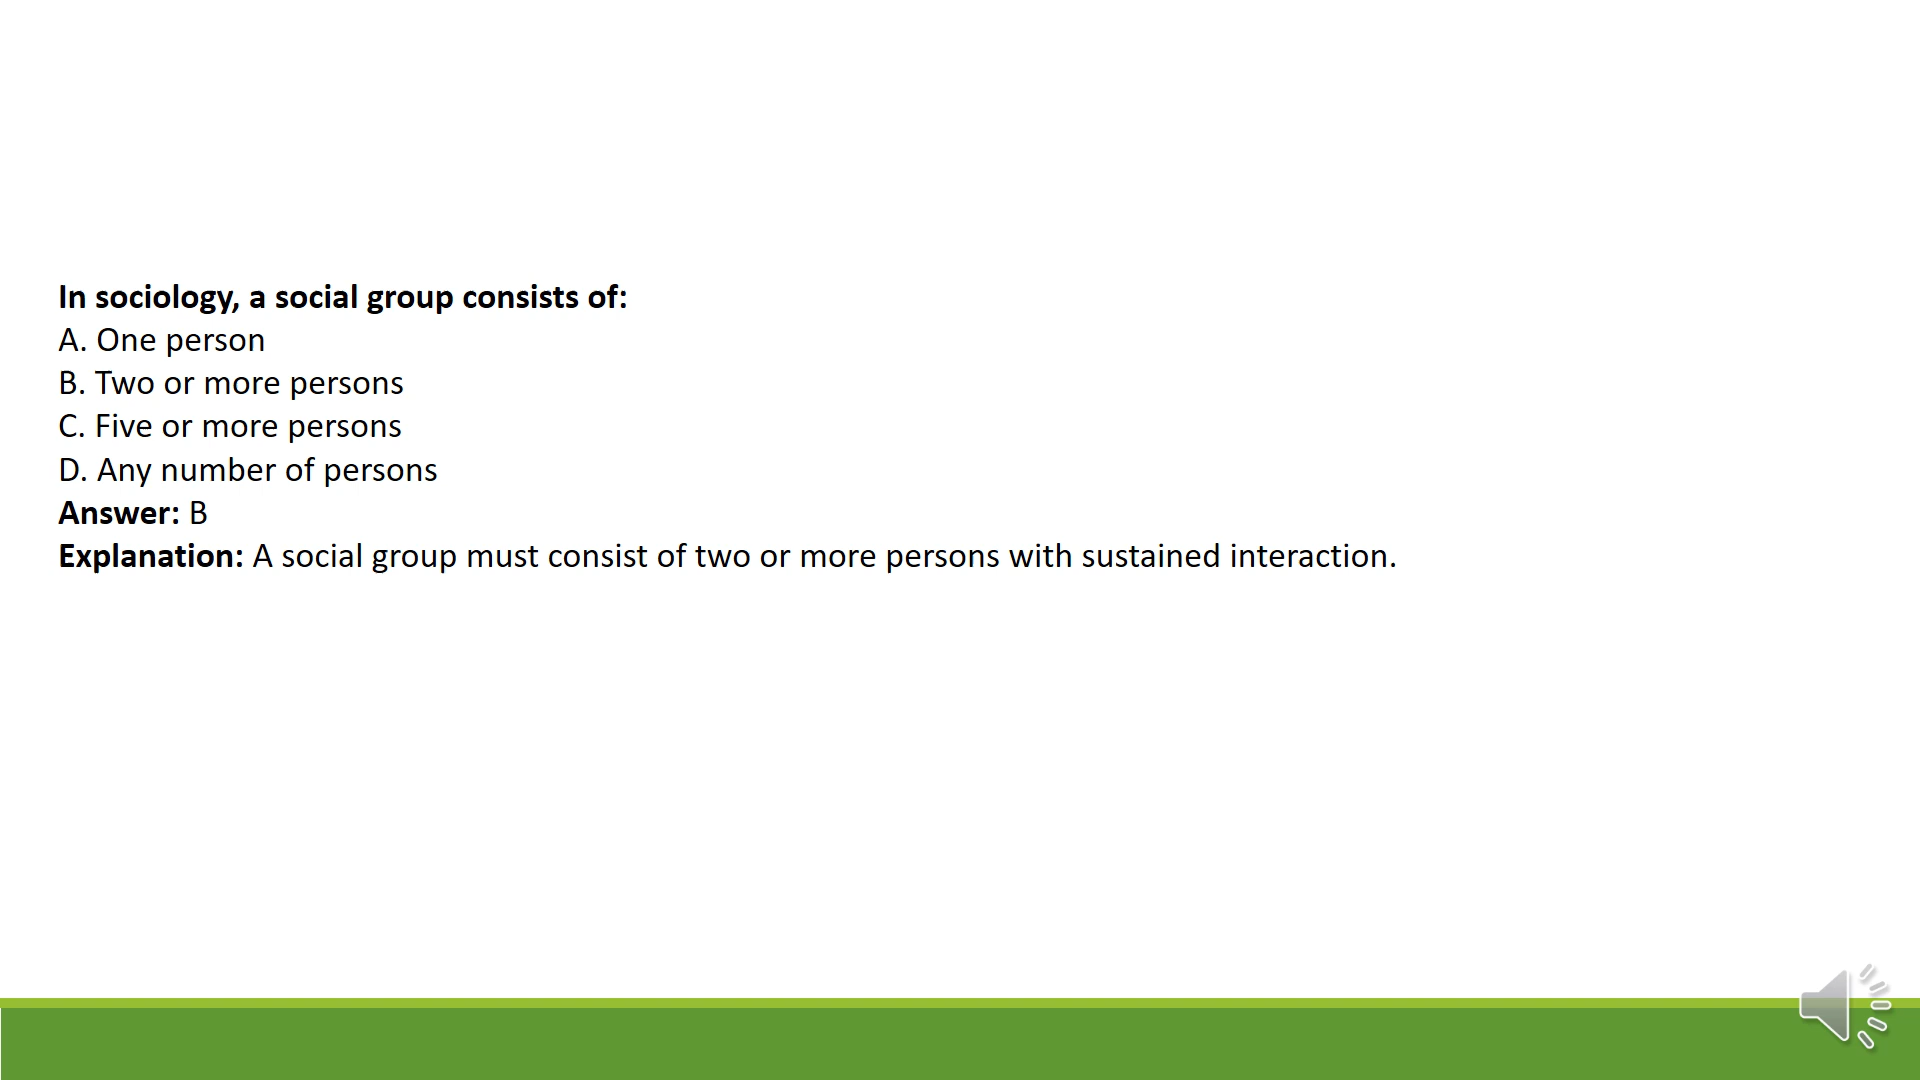 In sociology, a social group consists of:
A. One person
B. Two or more persons
C. Five or more persons
D. Any number of persons
Answer: B
Explanation: A social group must consist of two or more persons with sustained interaction.